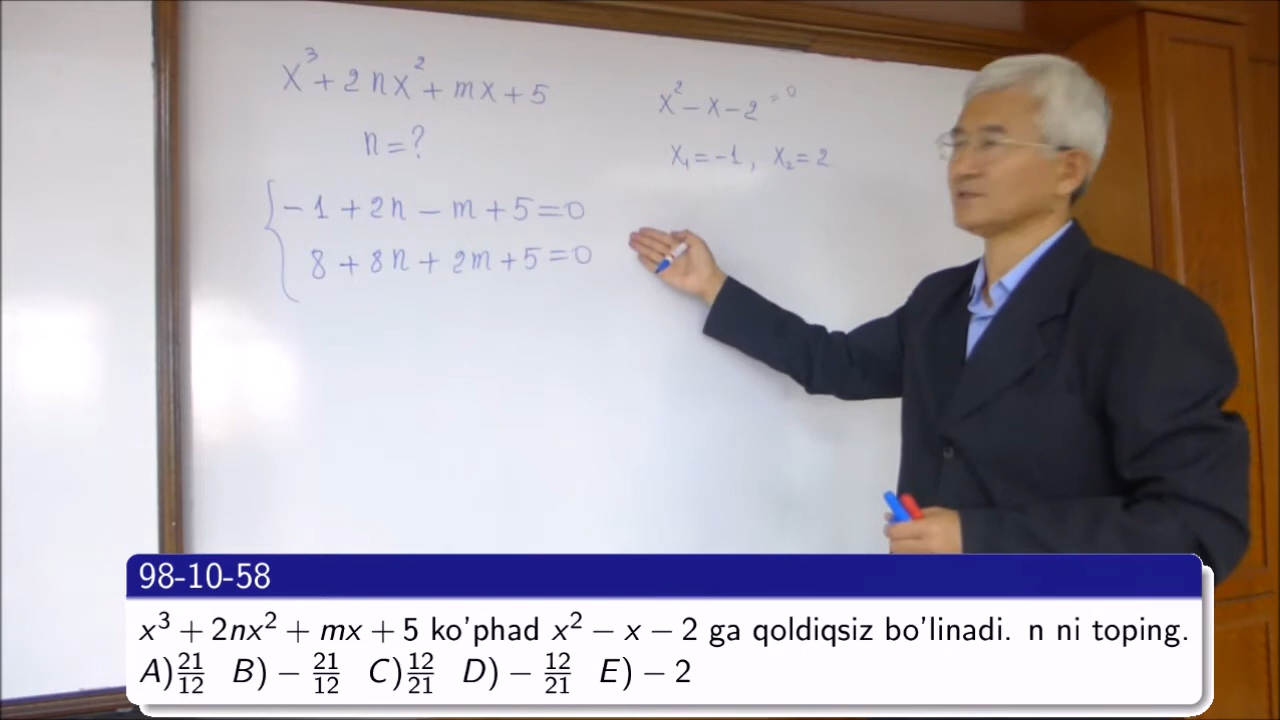 x³ + 2nx² + mx + 5
n = ?
x² - x - 2 = 0
x₁ = -1, x₂ = 2
- 1 + 2n - m + 5 = 0
8 + 8n + 2m + 5 = 0
98-10-58
x³ + 2nx² + mx + 5 ko'phad x² − x − 2 ga qoldiqsiz bo'linadi. n ni toping.
A) 21/12 B) − 21/12 C) 12/21 D) − 12/21 E) − 2